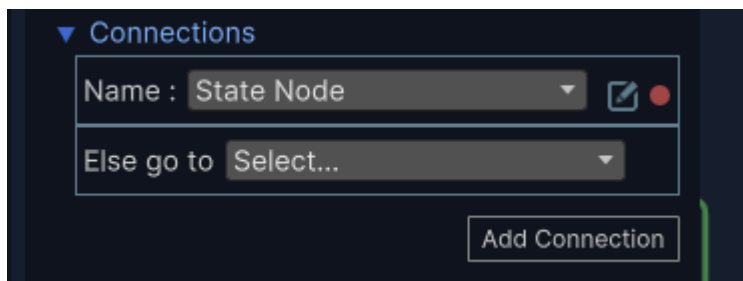 Connections
Name : State Node
Else go to Select...
Add Connection